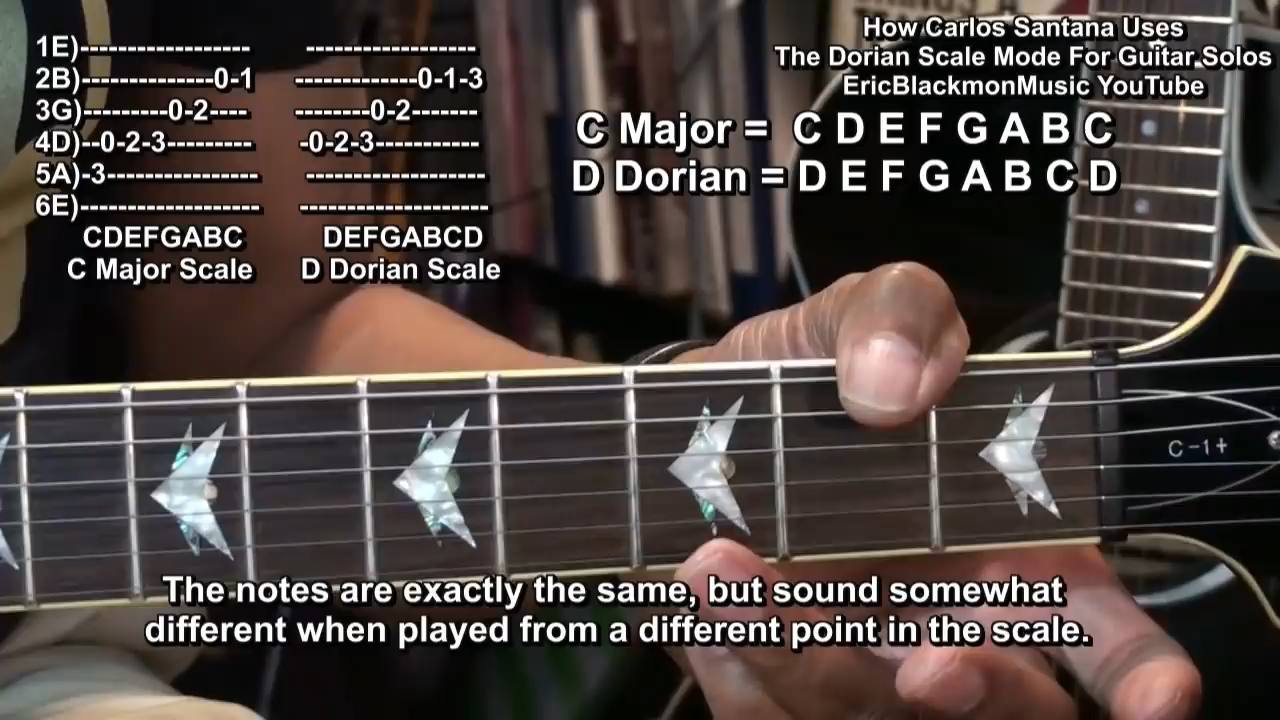 How Carlos Santana Uses
The Dorian Scale Mode For Guitar Solos
EricBlackmonMusic YouTube
1E)------------------ ------------------
2B)--------------0-1 -------------0-1-3
3G)---------0-2---- --------0-2-------
4D)--0-2-3--------- -0-2-3-----------
5A)-3---------------- -------------------
6E)------------------- --------------------
CDEFGABC DEFGABCD
C Major Scale D Dorian Scale
C Major = C D E F G A B C
D Dorian = D E F G A B C D
C-1+
The notes are exactly the same, but sound somewhat
different when played from a different point in the scale.